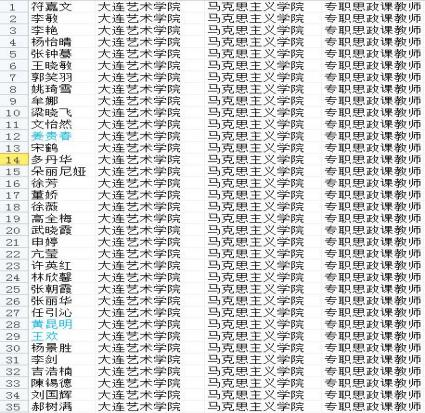 1 符嘉文 大连艺术学院 马克思主义学院 专职思政课教师
2 李敏 大连艺术学院 马克思主义学院 专职思政课教师
3 李艳 大连艺术学院 马克思主义学院 专职思政课教师
4 杨怡晴 大连艺术学院 马克思主义学院 专职思政课教师
5 张钟蔓 大连艺术学院 马克思主义学院 专职思政课教师
6 王晓敏 大连艺术学院 马克思主义学院 专职思政课教师
7 郭笑羽 大连艺术学院 马克思主义学院 专职思政课教师
8 姚琦雪 大连艺术学院 马克思主义学院 专职思政课教师
9 牟娜 大连艺术学院 马克思主义学院 专职思政课教师
10 梁晓飞 大连艺术学院 马克思主义学院 专职思政课教师
11 文怡然 大连艺术学院 马克思主义学院 专职思政课教师
12 姜贵春 大连艺术学院 马克思主义学院 专职思政课教师
13 宋鹤 大连艺术学院 马克思主义学院 专职思政课教师
14 多丹华 大连艺术学院 马克思主义学院 专职思政课教师
15 朵丽尼娅 大连艺术学院 马克思主义学院 专职思政课教师
16 徐芳 大连艺术学院 马克思主义学院 专职思政课教师
17 董娇 大连艺术学院 马克思主义学院 专职思政课教师
18 徐薇 大连艺术学院 马克思主义学院 专职思政课教师
19 高全梅 大连艺术学院 马克思主义学院 专职思政课教师
20 武晓霞 大连艺术学院 马克思主义学院 专职思政课教师
21 申婷 大连艺术学院 马克思主义学院 专职思政课教师
22 亢莹 大连艺术学院 马克思主义学院 专职思政课教师
23 许英红 大连艺术学院 马克思主义学院 专职思政课教师
24 林欣馨 大连艺术学院 马克思主义学院 专职思政课教师
25 张朝霞 大连艺术学院 马克思主义学院 专职思政课教师
26 张丽华 大连艺术学院 马克思主义学院 专职思政课教师
27 任引沁 大连艺术学院 马克思主义学院 专职思政课教师
28 黄昆明 大连艺术学院 马克思主义学院 专职思政课教师
29 王欢 大连艺术学院 马克思主义学院 专职思政课教师
30 杨景胜 大连艺术学院 马克思主义学院 专职思政课教师
31 李剑 大连艺术学院 马克思主义学院 专职思政课教师
32 吉浩楠 大连艺术学院 马克思主义学院 专职思政课教师
33 陳锡德 大连艺术学院 马克思主义学院 专职思政课教师
34 刘国辉 大连艺术学院 马克思主义学院 专职思政课教师
35 郝树满 大连艺术学院 马克思主义学院 专职思政课教师